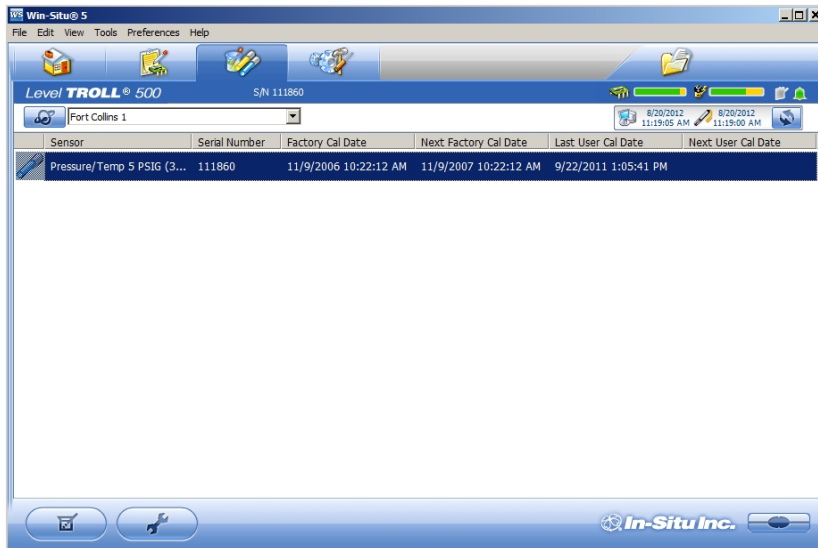 WS Win-Situ® 5
File Edit View Tools Preferences Help
Level TROLL® 500 S/N 111860
Fort Collins 1 8/20/2012 11:19:05 AM 8/20/2012 11:19:00 AM
Sensor Serial Number Factory Cal Date Next Factory Cal Date Last User Cal Date Next User Cal Date
Pressure/Temp 5 PSIG (3... 111860 11/9/2006 10:22:12 AM 11/9/2007 10:22:12 AM 9/22/2011 1:05:41 PM
In-Situ Inc.